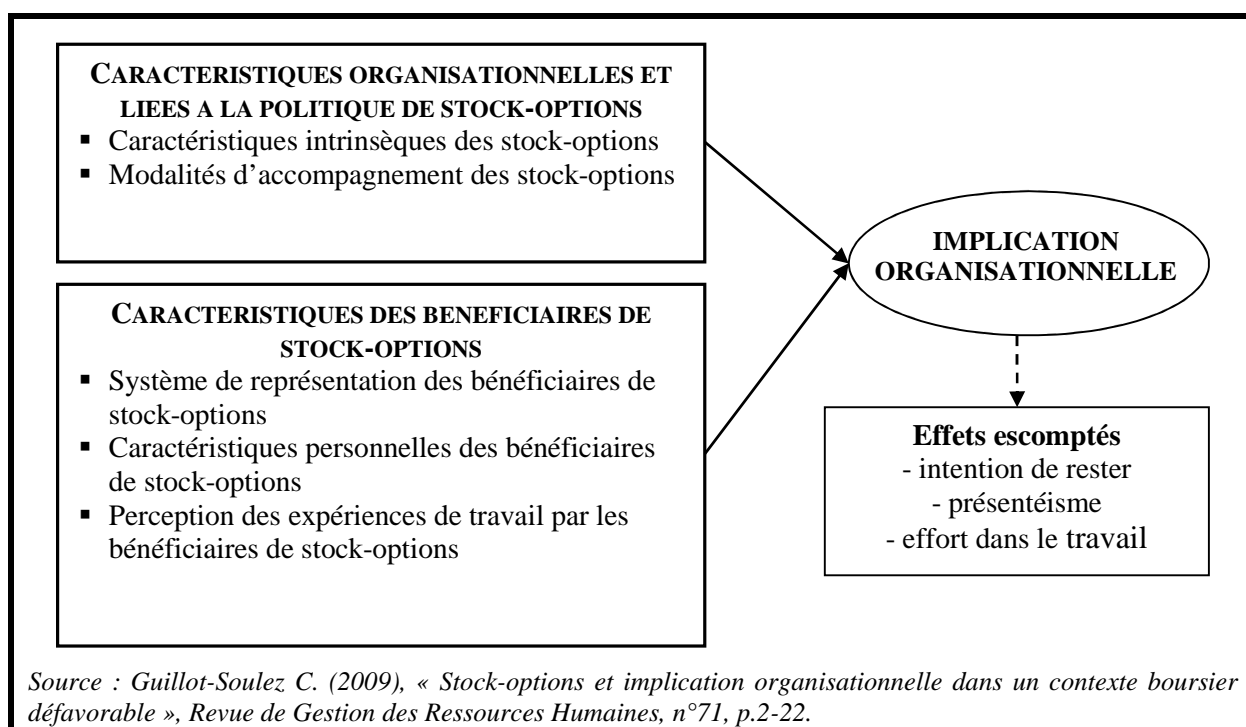 CARACTERISTIQUES ORGANISATIONNELLES ET
LIEES A LA POLITIQUE DE STOCK-OPTIONS
▪ Caractéristiques intrinsèques des stock-options
▪ Modalités d'accompagnement des stock-options
CARACTERISTIQUES DES BENEFICIAIRES DE
STOCK-OPTIONS
▪ Système de représentation des bénéficiaires de
stock-options
▪ Caractéristiques personnelles des bénéficiaires
de stock-options
▪ Perception des expériences de travail par les
bénéficiaires de stock-options
IMPLICATION
ORGANISATIONNELLE
Effets escomptés
- intention de rester
- présentéisme
- effort dans le travail
Source : Guillot-Soulez C. (2009), « Stock-options et implication organisationnelle dans un contexte boursier
défavorable », Revue de Gestion des Ressources Humaines, n°71, p.2-22.